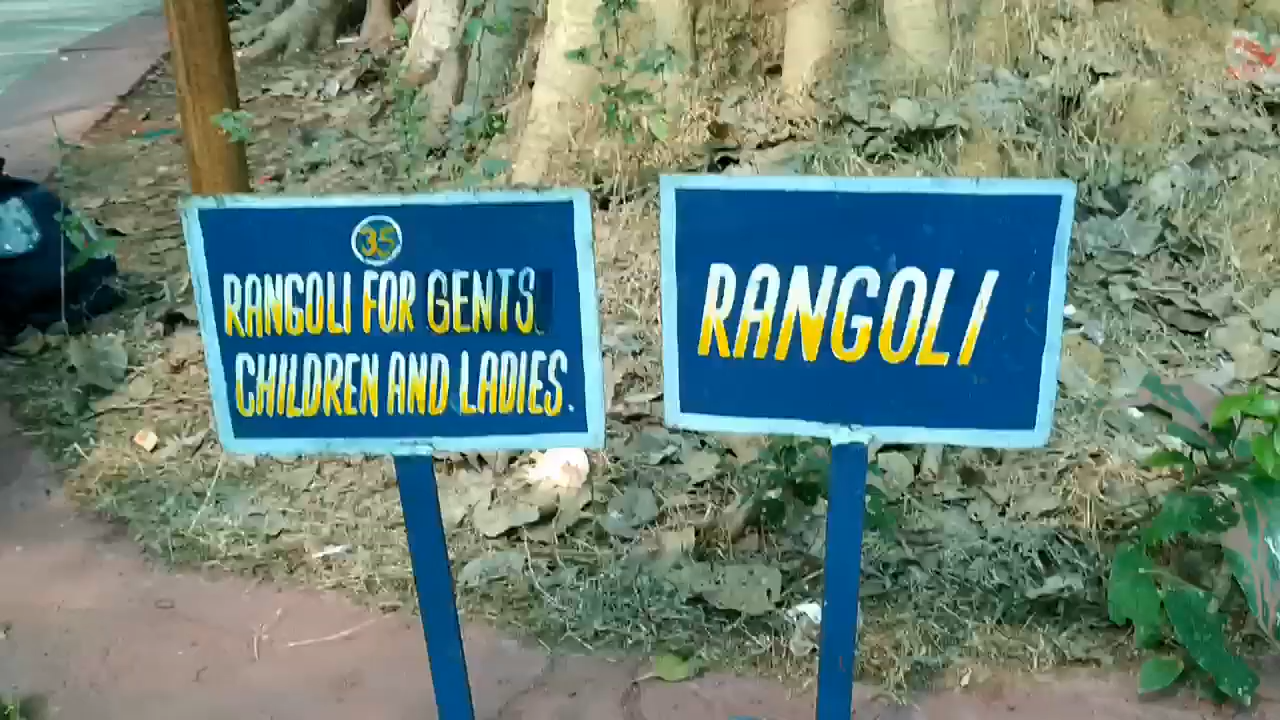 35
RANGOLI FOR GENTS
CHILDREN AND LADIES.
RANGOLI